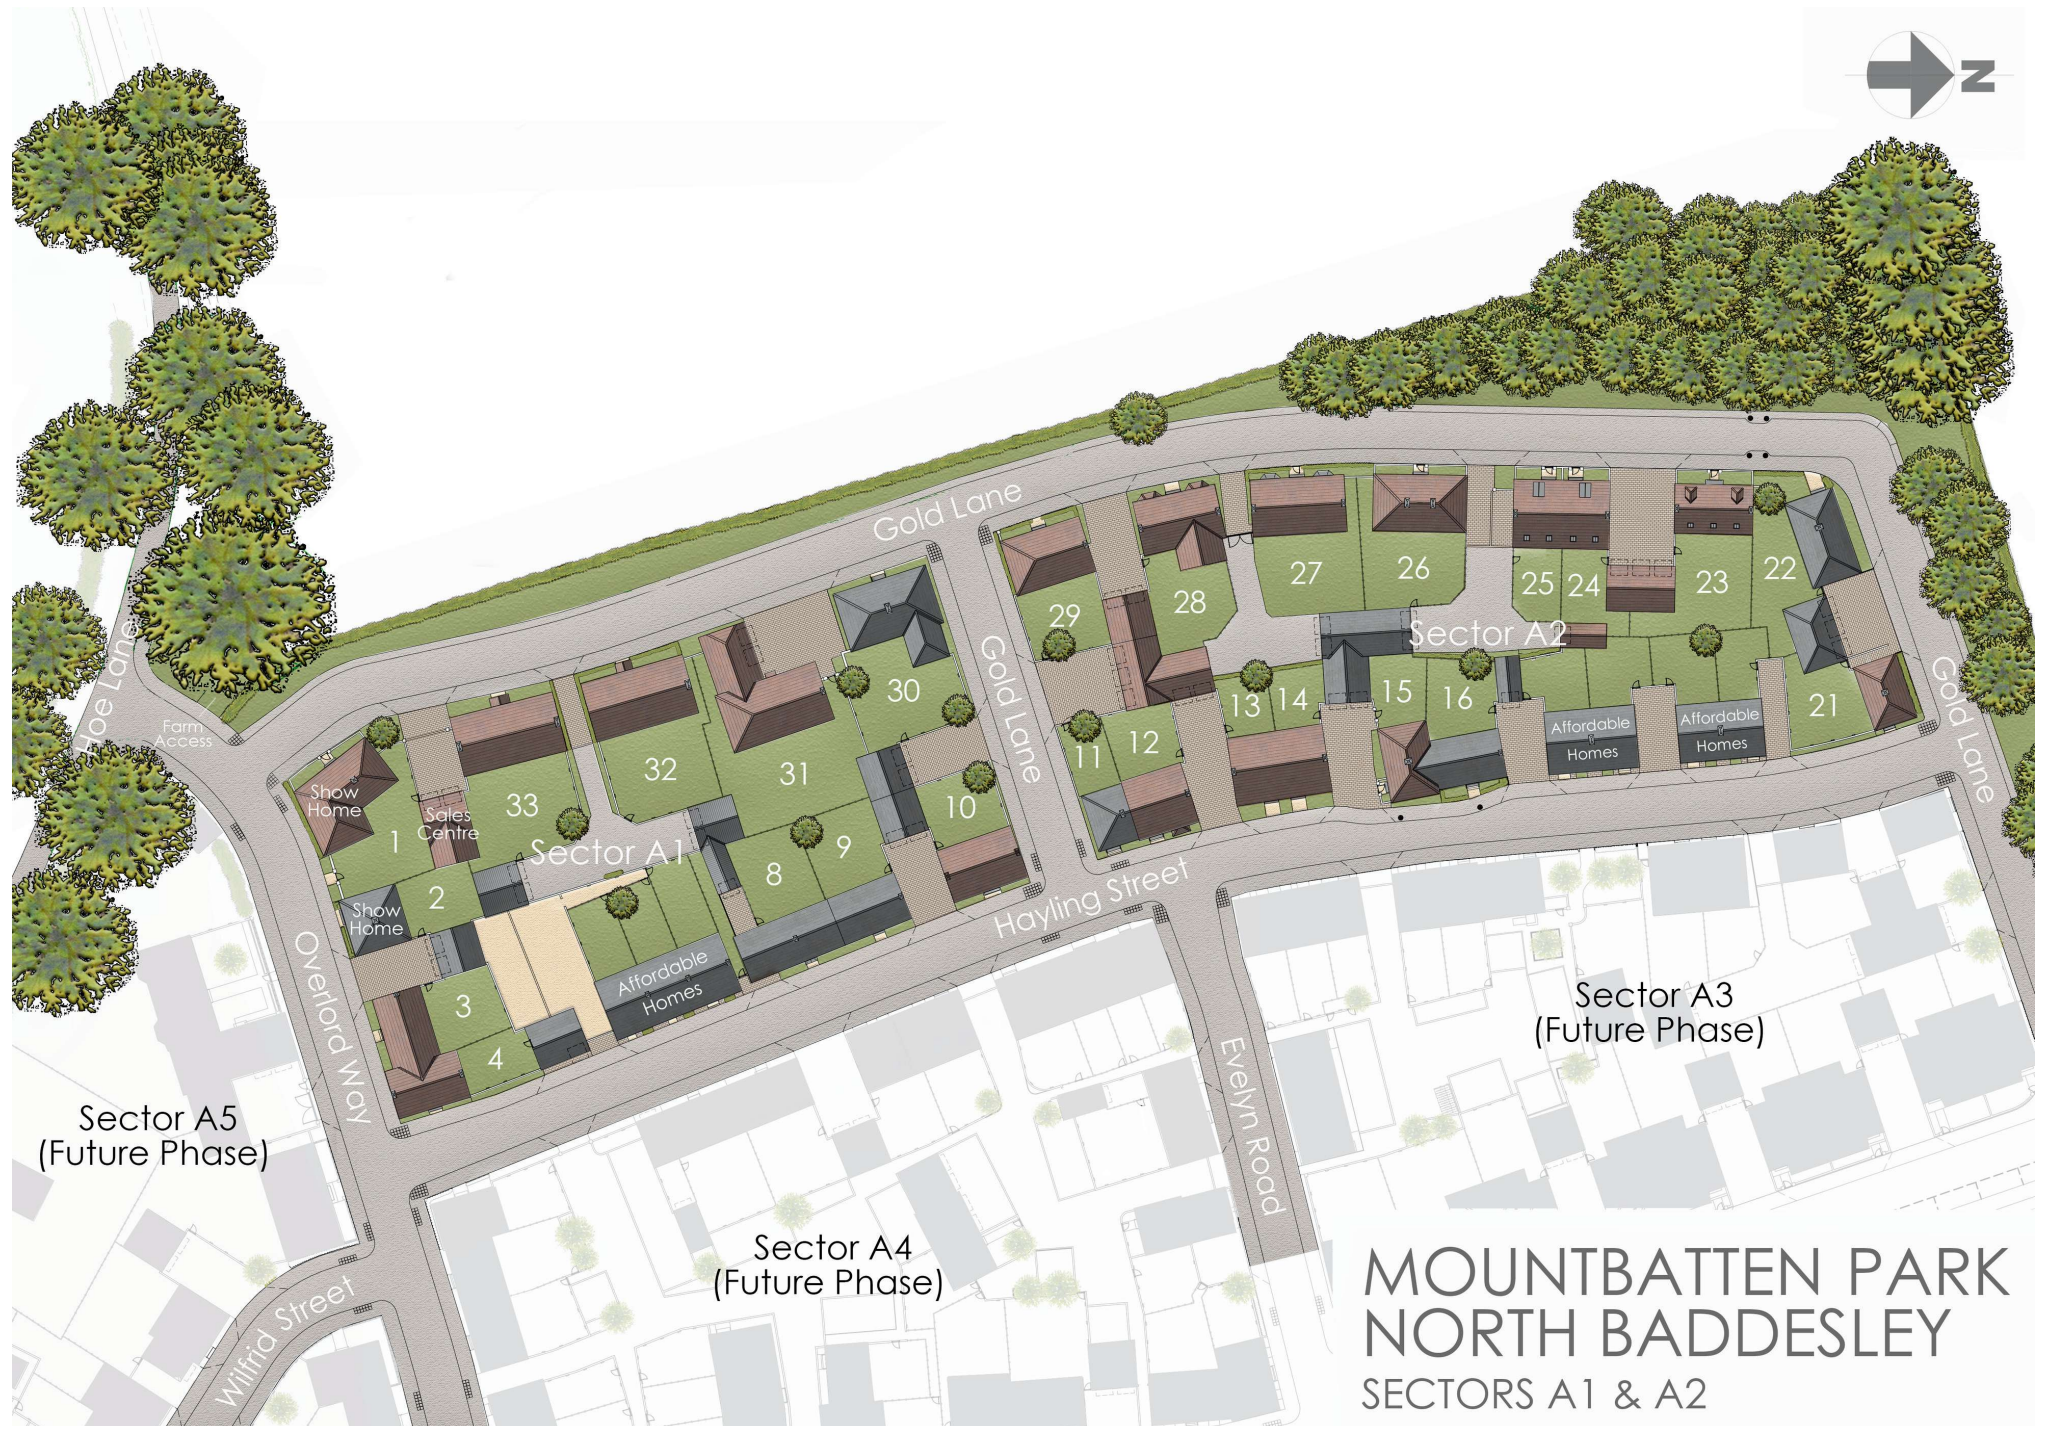 N
Gold Lane
29
28
27
26
25
24
23
22
Sector A2
13
14
15
16
11
12
Affordable
Homes
Affordable
Homes
21
Gold Lane
Gold Lane
Hoe Lane
Farm
Access
30
32
31
33
10
Show
Home
1
Sales
Centre
Sector A1
9
8
2
Show
Home
3
4
Affordable
Homes
Overlord Way
Hayling Street
Evelyn Road
Wilfrid Street
Sector A3
(Future Phase)
Sector A5
(Future Phase)
Sector A4
(Future Phase)
MOUNTBATTEN PARK
NORTH BADDESLEY
SECTORS A1 & A2